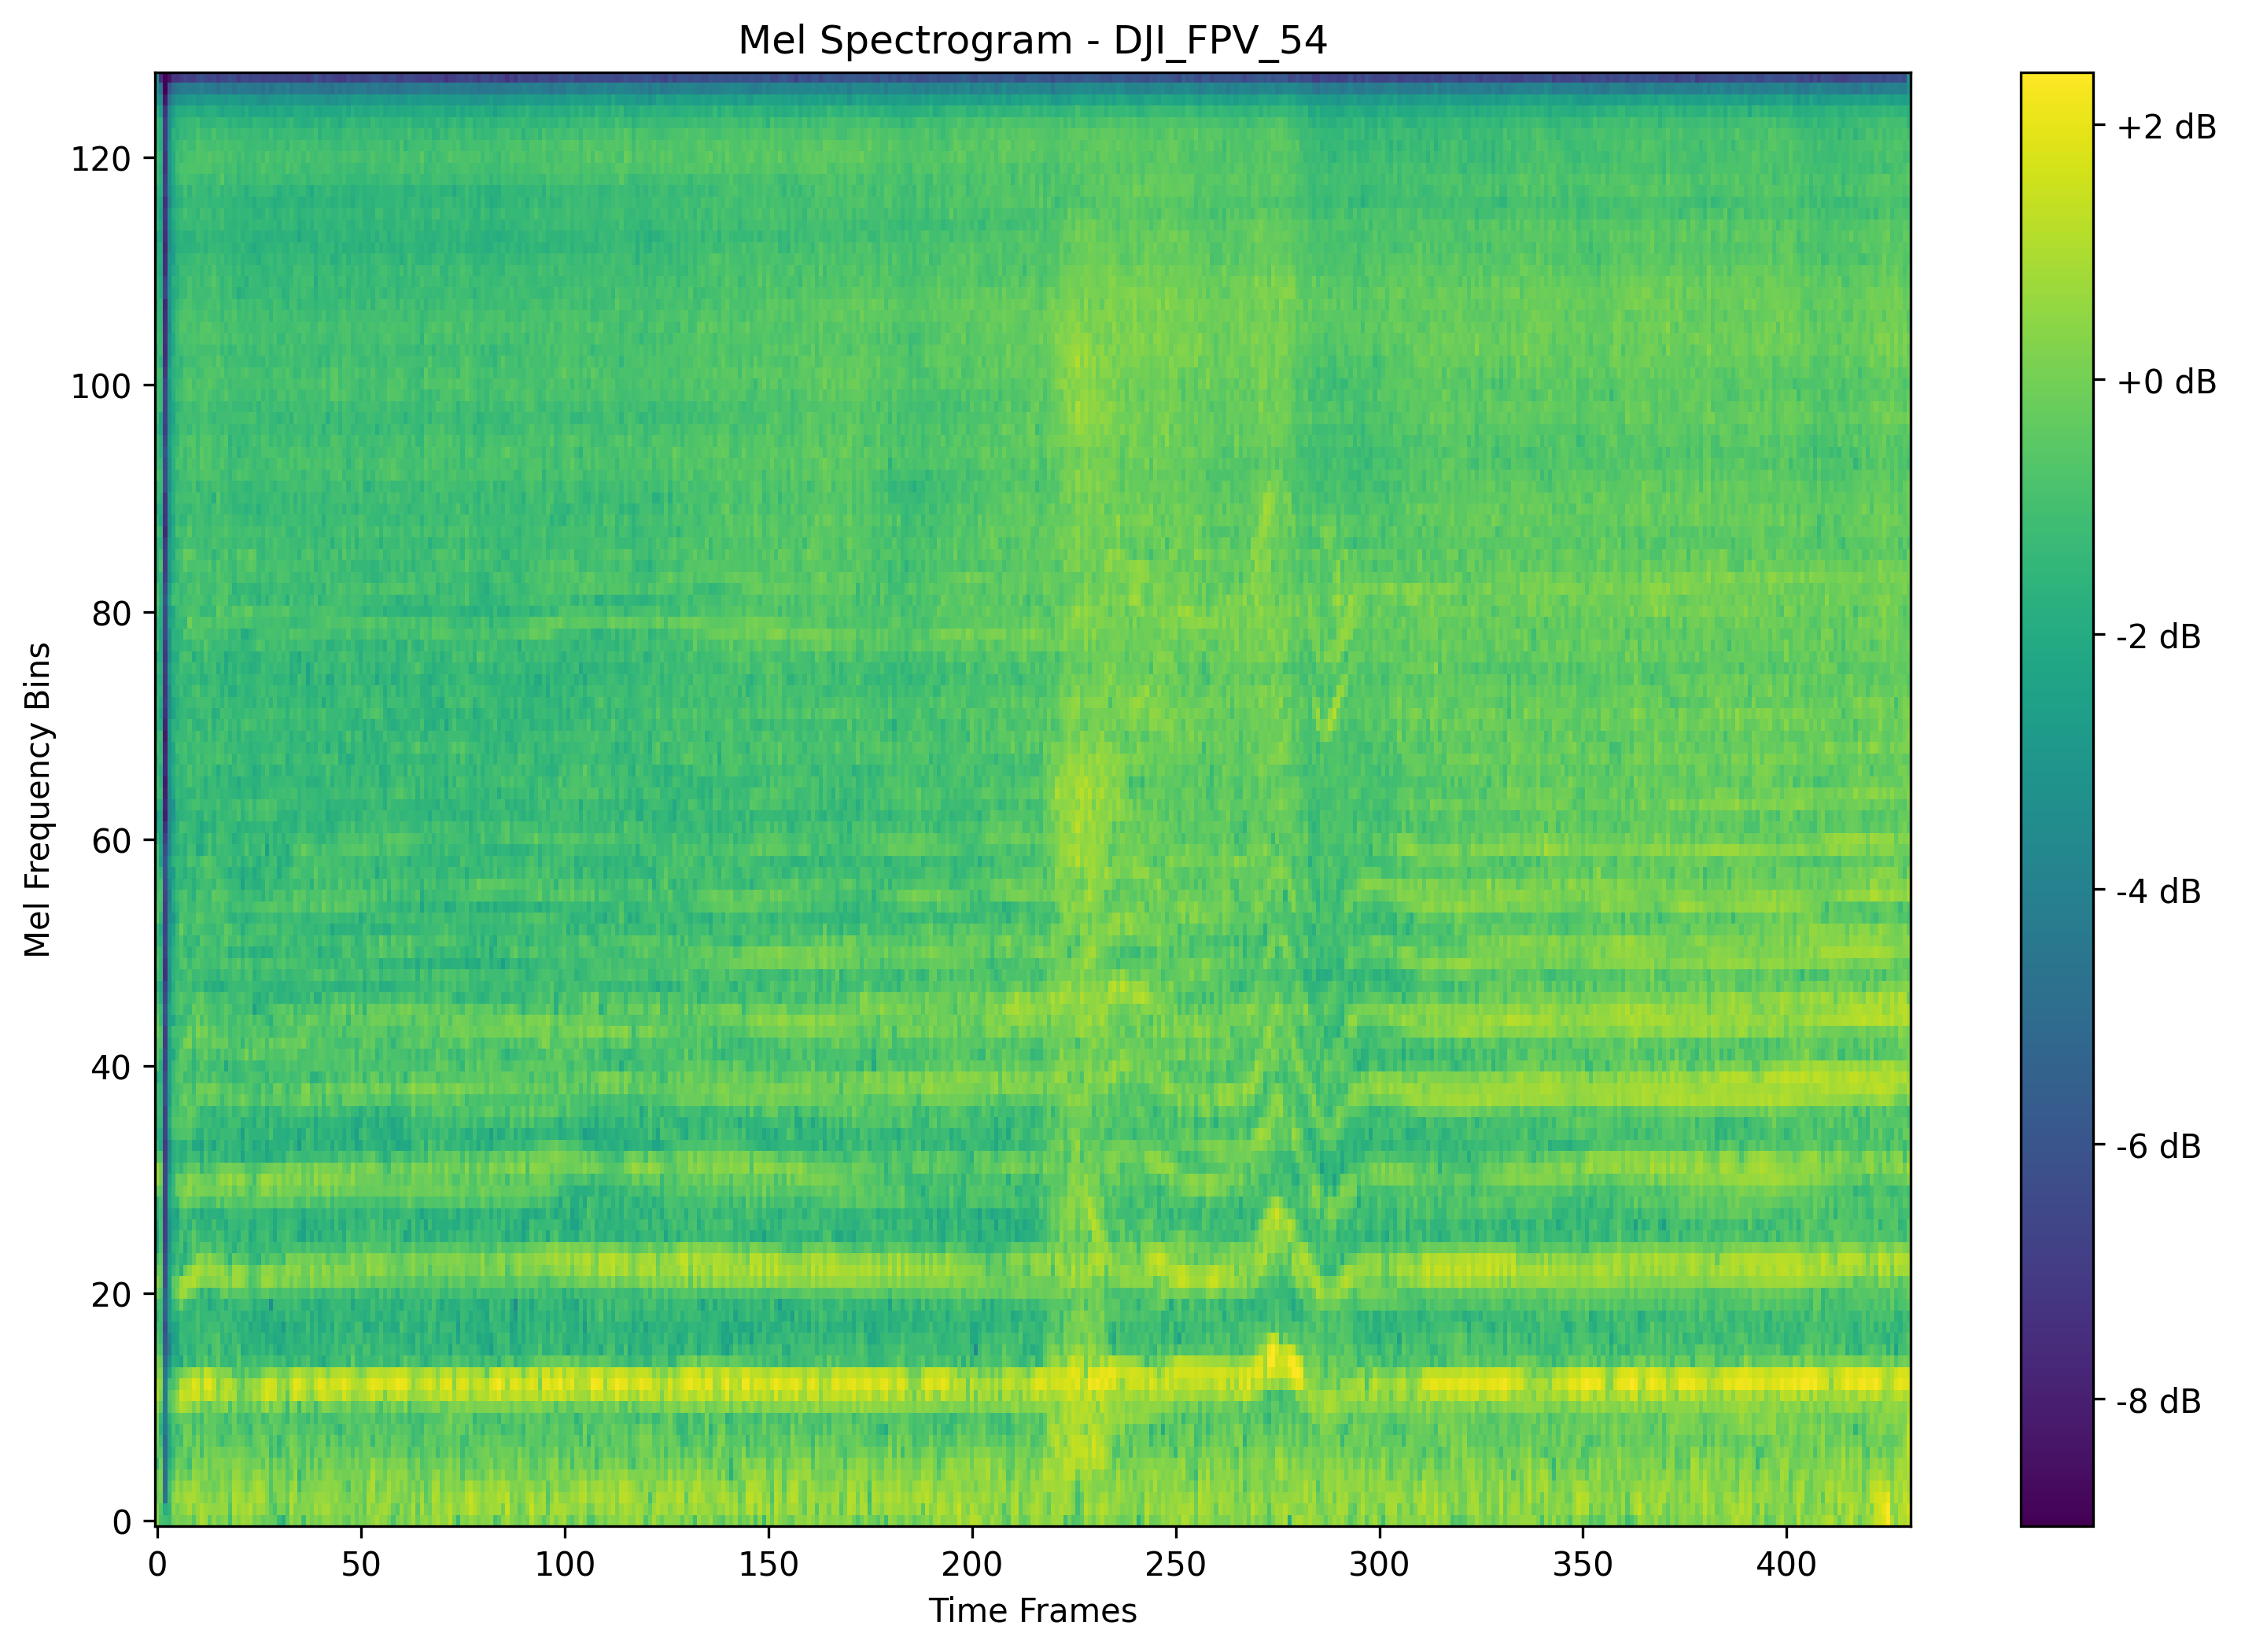 Mel Spectrogram - DJI_FPV_54
Mel Frequency Bins
120
100
80
60
40
20
0
0 50 100 150 200 250 300 350 400
Time Frames
+2 dB
+0 dB
-2 dB
-4 dB
-6 dB
-8 dB